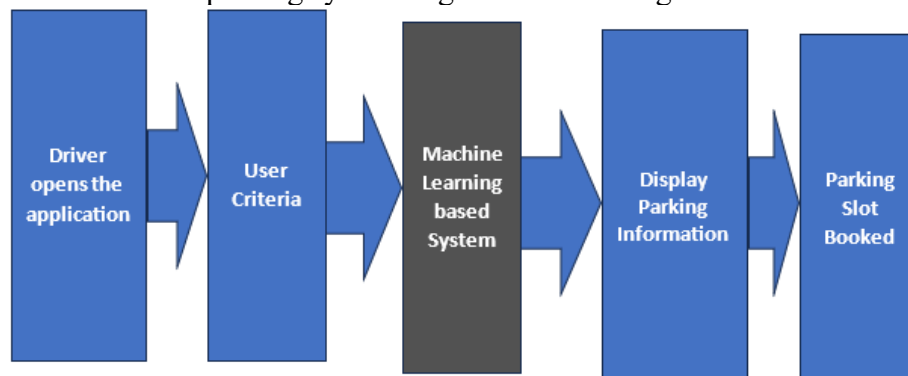 Driver
opens the
application
User
Criteria
Machine
Learning
based
System
Display
Parking
Information
Parking
Slot
Booked